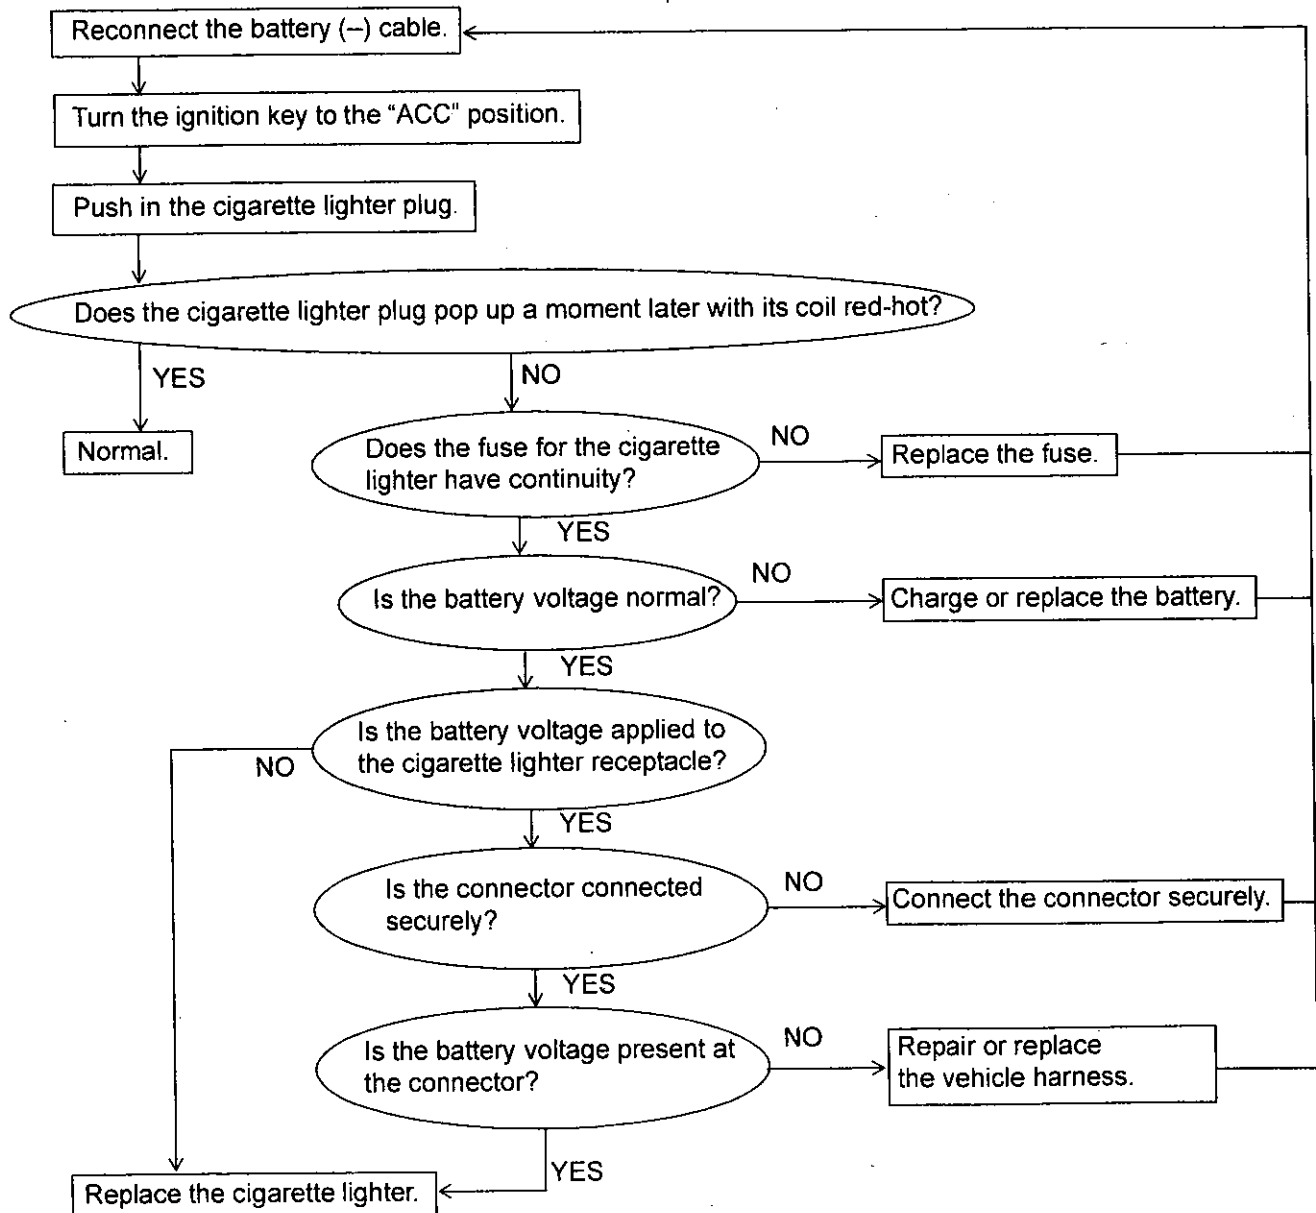 Reconnect the battery (–) cable.
Turn the ignition key to the “ACC” position.
Push in the cigarette lighter plug.
Does the cigarette lighter plug pop up a moment later with its coil red-hot?
YES
NO
Normal.
Does the fuse for the cigarette
lighter have continuity?
NO
Replace the fuse.
YES
Is the battery voltage normal?
NO
Charge or replace the battery.
YES
Is the battery voltage applied to
the cigarette lighter receptacle?
NO
YES
Is the connector connected
securely?
NO
Connect the connector securely.
YES
Is the battery voltage present at
the connector?
NO
Repair or replace
the vehicle harness.
YES
Replace the cigarette lighter.